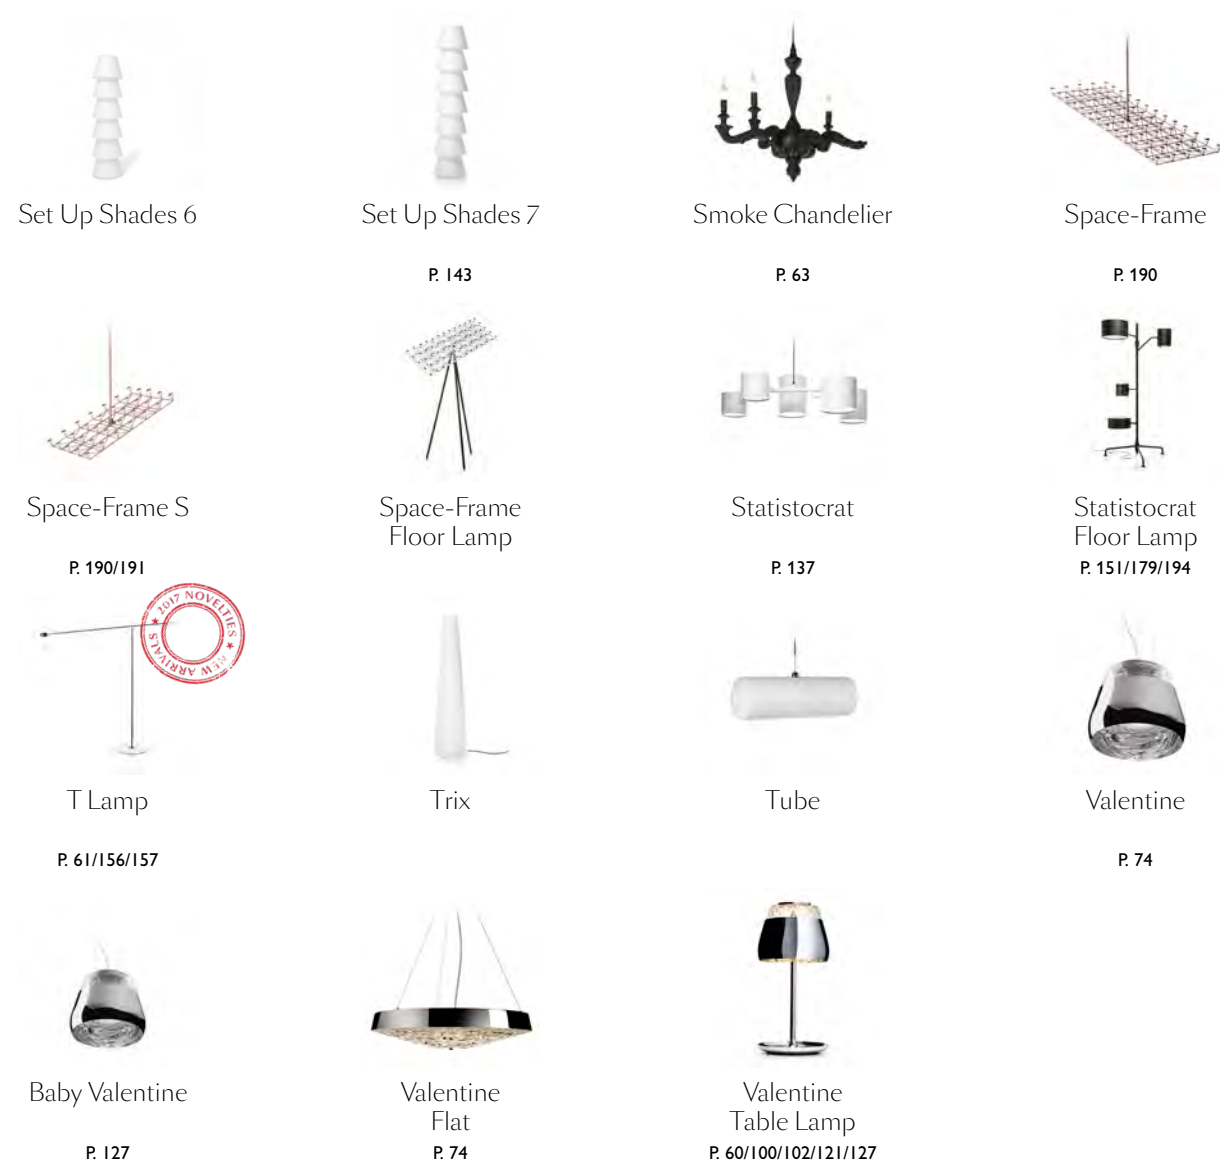 Set Up Shades 6
Set Up Shades 7
P. 143
Smoke Chandelier
P. 63
Space-Frame
P. 190
Space-Frame S
P. 190/191
Space-Frame
Floor Lamp
Statistocrat
P. 137
Statistocrat
Floor Lamp
P. 151/179/194
2017 NOVELTIES
NEW ARRIVALS
T Lamp
P. 61/156/157
Trix
Tube
Valentine
P. 74
Baby Valentine
P. 127
Valentine
Flat
P. 74
Valentine
Table Lamp
P. 60/100/102/121/127